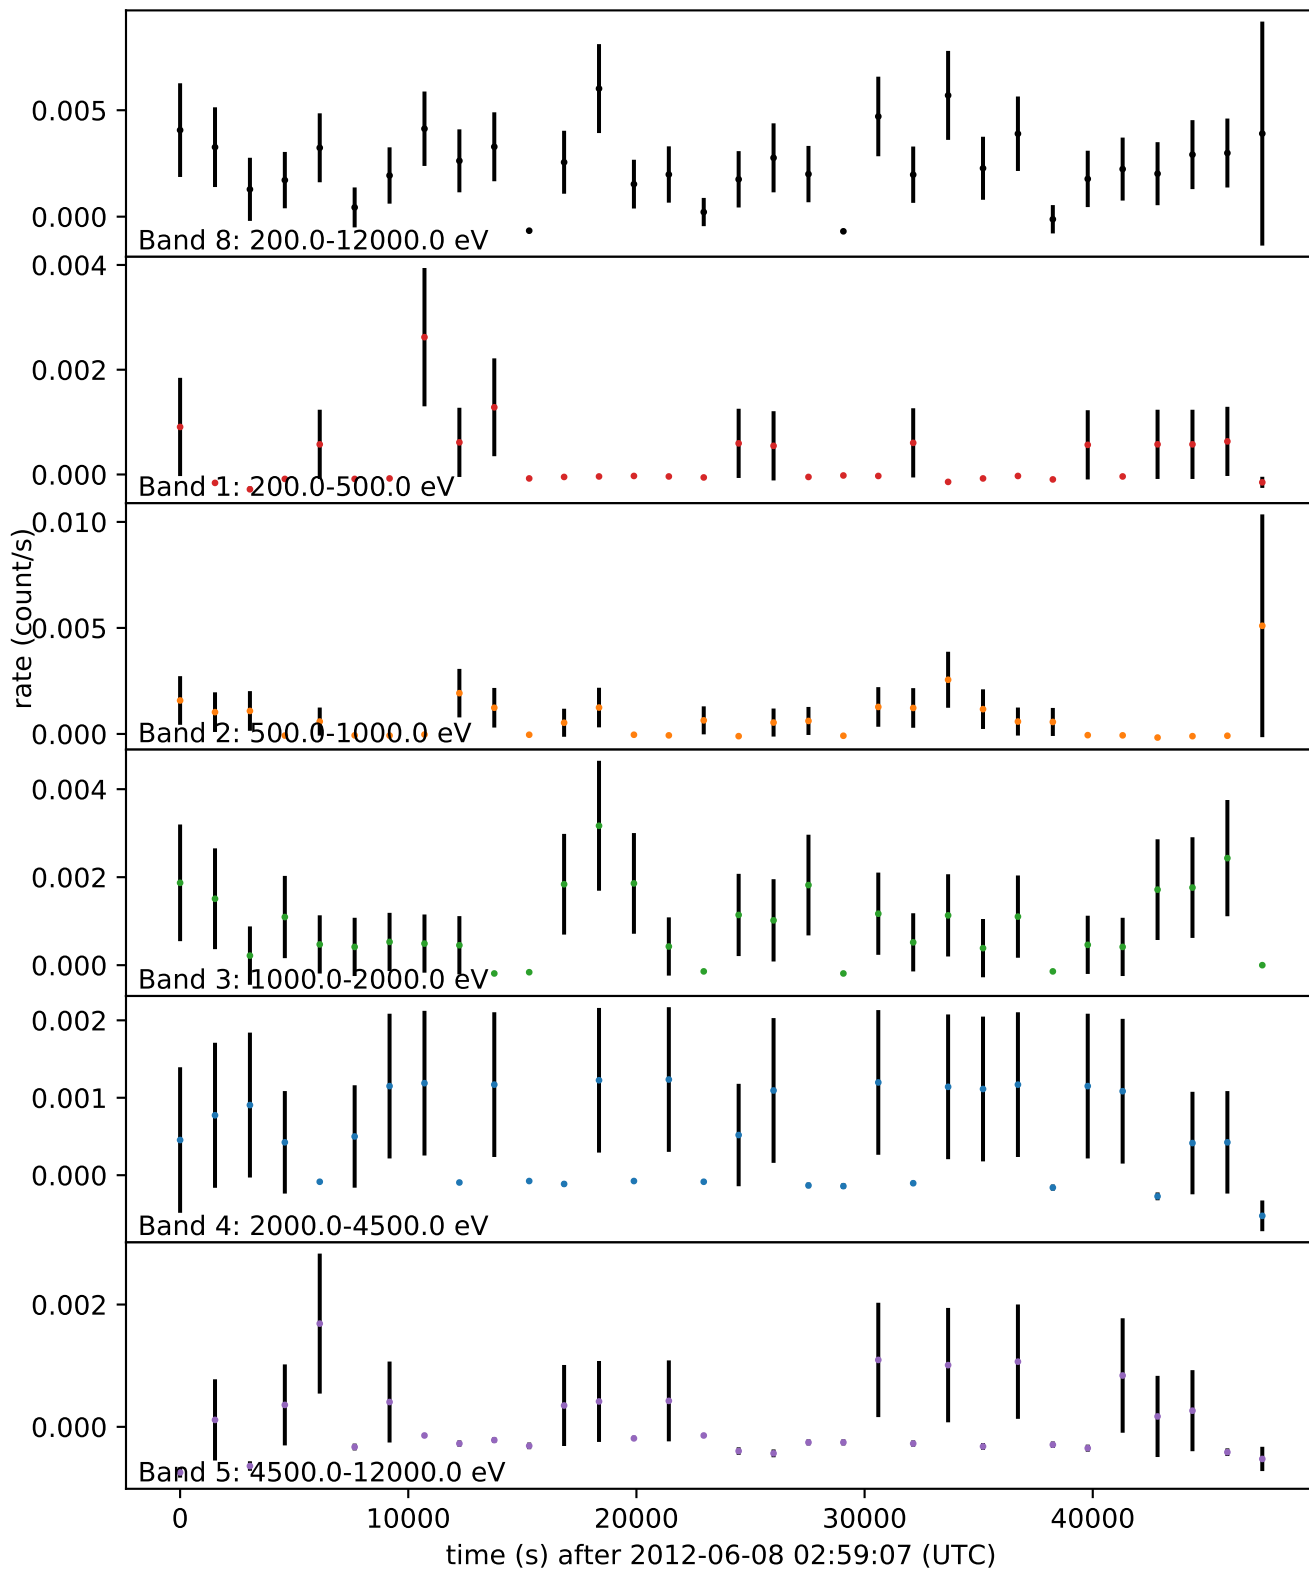 0.005
0.000
Band 8: 200.0-12000.0 eV
0.004
0.002
0.000
Band 1: 200.0-500.0 eV
0.010
0.005
0.000
Band 2: 500.0-1000.0 eV
rate (count/s)
0.004
0.002
0.000
Band 3: 1000.0-2000.0 eV
0.002
0.001
0.000
Band 4: 2000.0-4500.0 eV
0.002
0.000
Band 5: 4500.0-12000.0 eV
0 10000 20000 30000 40000
time (s) after 2012-06-08 02:59:07 (UTC)